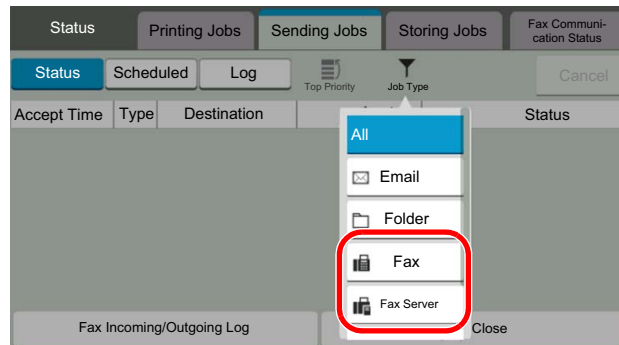 Status
Printing Jobs
Sending Jobs
Storing Jobs
Fax Communi-
cation Status
Status
Scheduled
Log
Top Priority
Job Type
Cancel
Accept Time
Type
Destination
Status
All
Email
Folder
Fax
Fax Server
Fax Incoming/Outgoing Log
Close